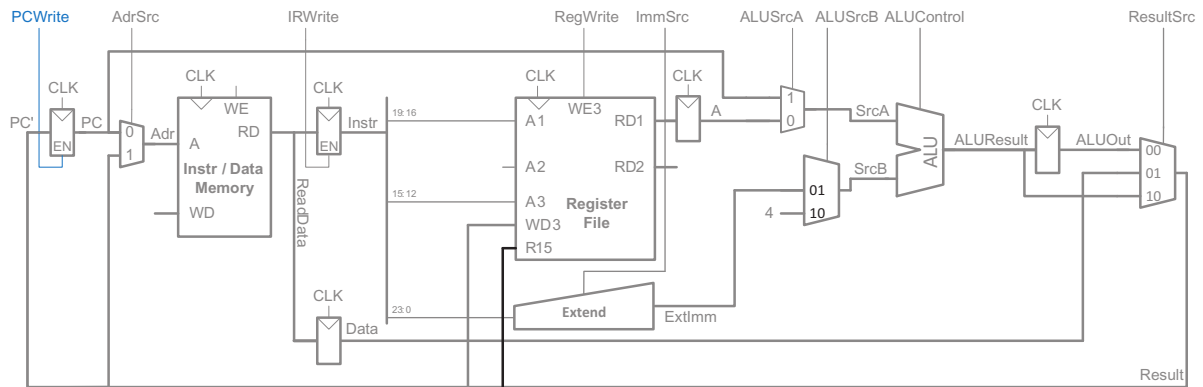 PCWrite AdrSrc IRWrite RegWrite ImmSrc ALUSrcA ALUSrcB ALUControl ResultSrc
CLK CLK CLK CLK CLK CLK
PC' EN PC 0 1 Adr A WE RD Instr / Data Memory WD
EN Instr ReadData
19:16 A1 WE3 RD1 A 1 0 SrcA ALUResult ALUOut 00
A2 RD2 SrcB ALU 01
15:12 A3 Register File 01 10
WD3 4 10
R15
23:0 Extend ExtImm
CLK
Data
Result